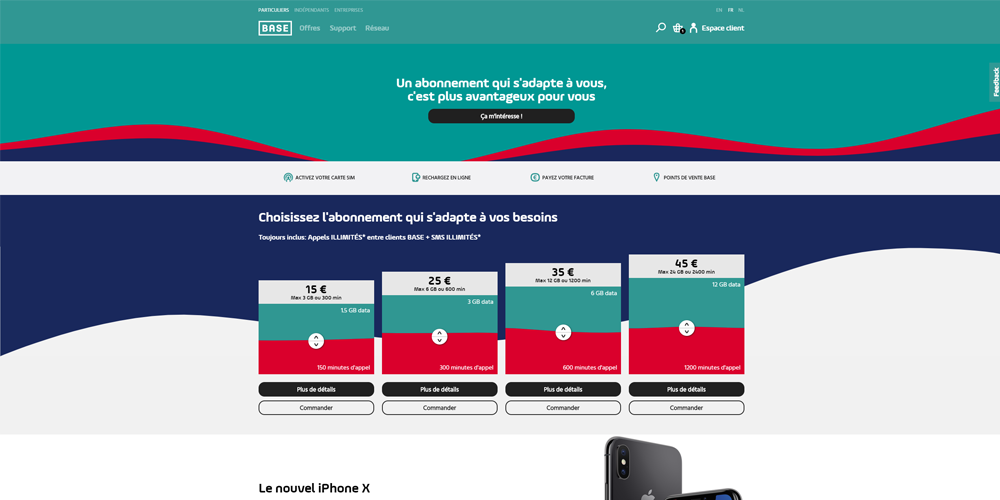 PARTICULIERS INDÉPENDANTS ENTREPRISES
EN FR NL
BASE Offres Support Réseau
Espace client
Feedback
Un abonnement qui s'adapte à vous,
c'est plus avantageux pour vous
Ça m'intéresse !
ACTIVEZ VOTRE CARTE SIM
RECHARGEZ EN LIGNE
PAYEZ VOTRE FACTURE
POINTS DE VENTE BASE
Choisissez l'abonnement qui s'adapte à vos besoins
Toujours inclus: Appels ILLIMITÉS* entre clients BASE + SMS ILLIMITÉS*
15 €
Max 3 GB ou 300 min
1.5 GB data
150 minutes d'appel
Plus de détails
Commander
25 €
Max 6 GB ou 600 min
3 GB data
300 minutes d'appel
Plus de détails
Commander
35 €
Max 12 GB ou 1200 min
6 GB data
600 minutes d'appel
Plus de détails
Commander
45 €
Max 24 GB ou 2400 min
12 GB data
1200 minutes d'appel
Plus de détails
Commander
Le nouvel iPhone X